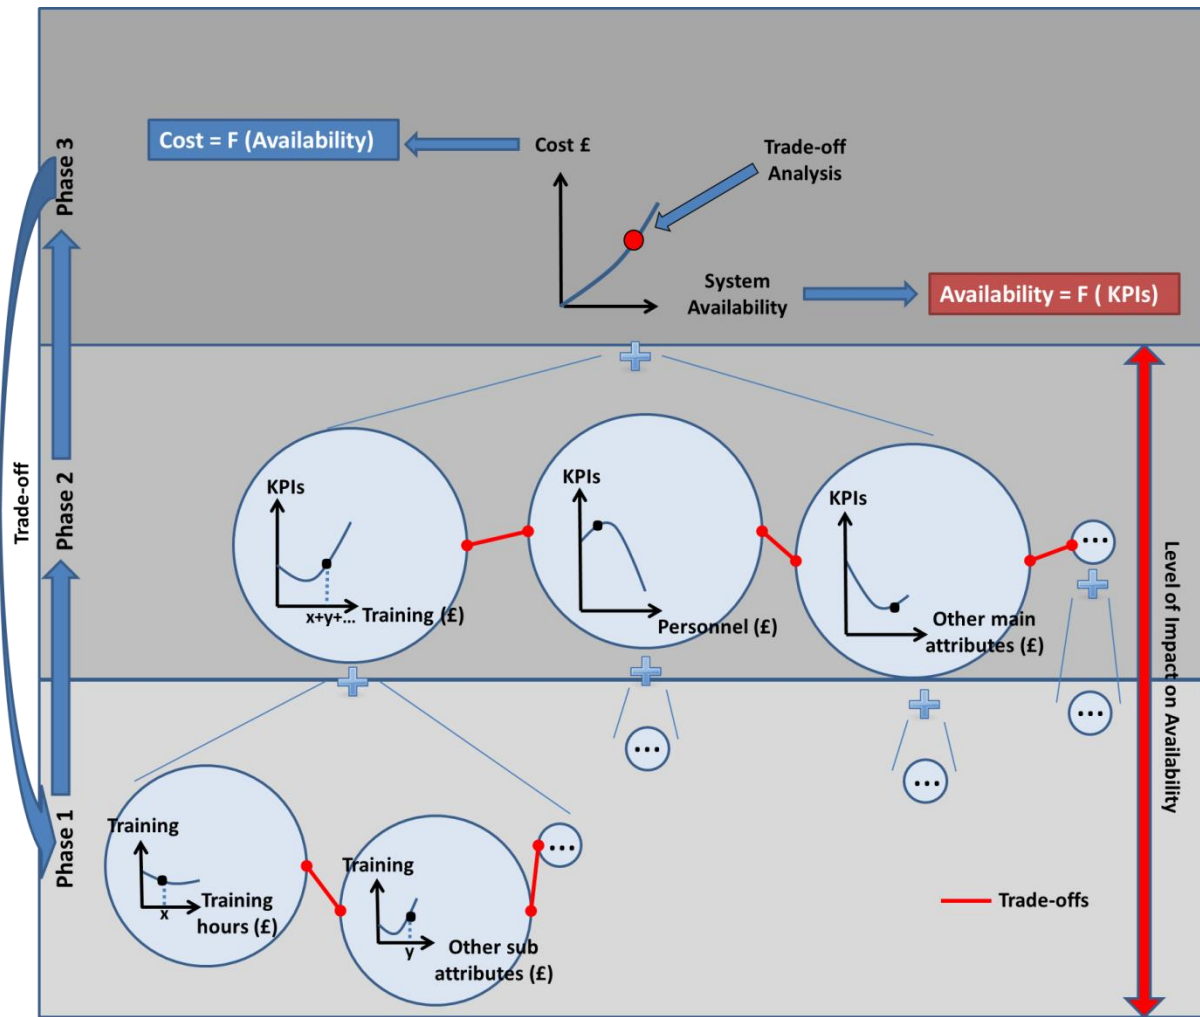 Cost = F (Availability)
Cost £
Trade-off
Analysis
System
Availability
Availability = F ( KPIs)
Phase 3
Trade-off
Phase 2
KPIs
x+y+...
Training (£)
KPIs
Personnel (£)
KPIs
Other main
attributes (£)
...
Level of Impact on Availability
...
...
...
Phase 1
Training
x
Training
hours (£)
Training
y
Other sub
attributes (£)
...
Trade-offs